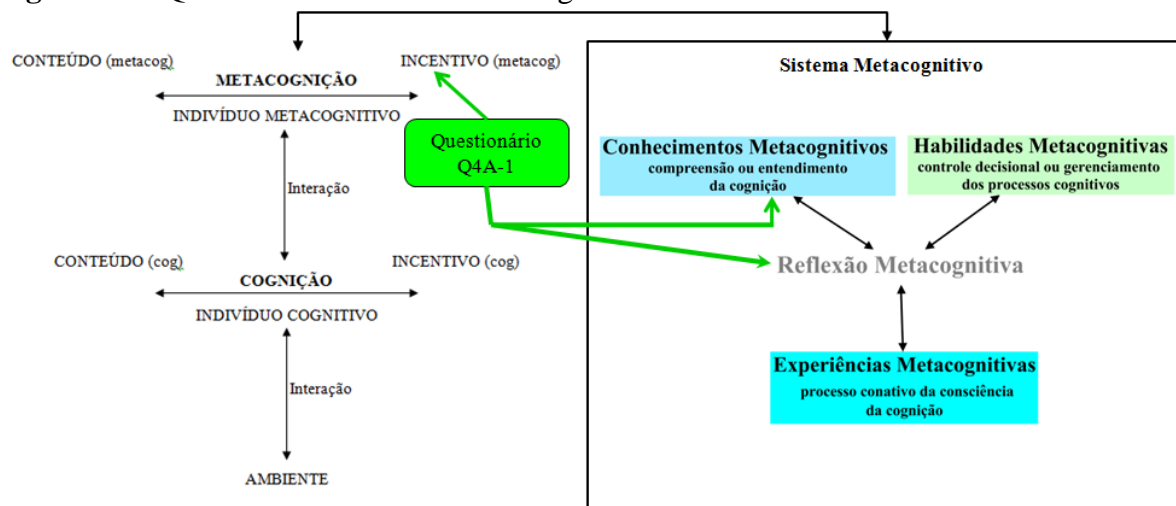 CONTEÚDO (metacog)
METACOGNIÇÃO
INCENTIVO (metacog)
INDIVÍDUO METACOGNITIVO
Interação
CONTEÚDO (cog)
COGNIÇÃO
INCENTIVO (cog)
INDIVÍDUO COGNITIVO
Interação
AMBIENTE
Questionário
Q4A-1
Sistema Metacognitivo
Conhecimentos Metacognitivos
compreensão ou entendimento
da cognição
Habilidades Metacognitivas
controle decisional ou gerenciamento
dos processos cognitivos
Reflexão Metacognitiva
Experiências Metacognitivas
processo conativo da consciência
da cognição